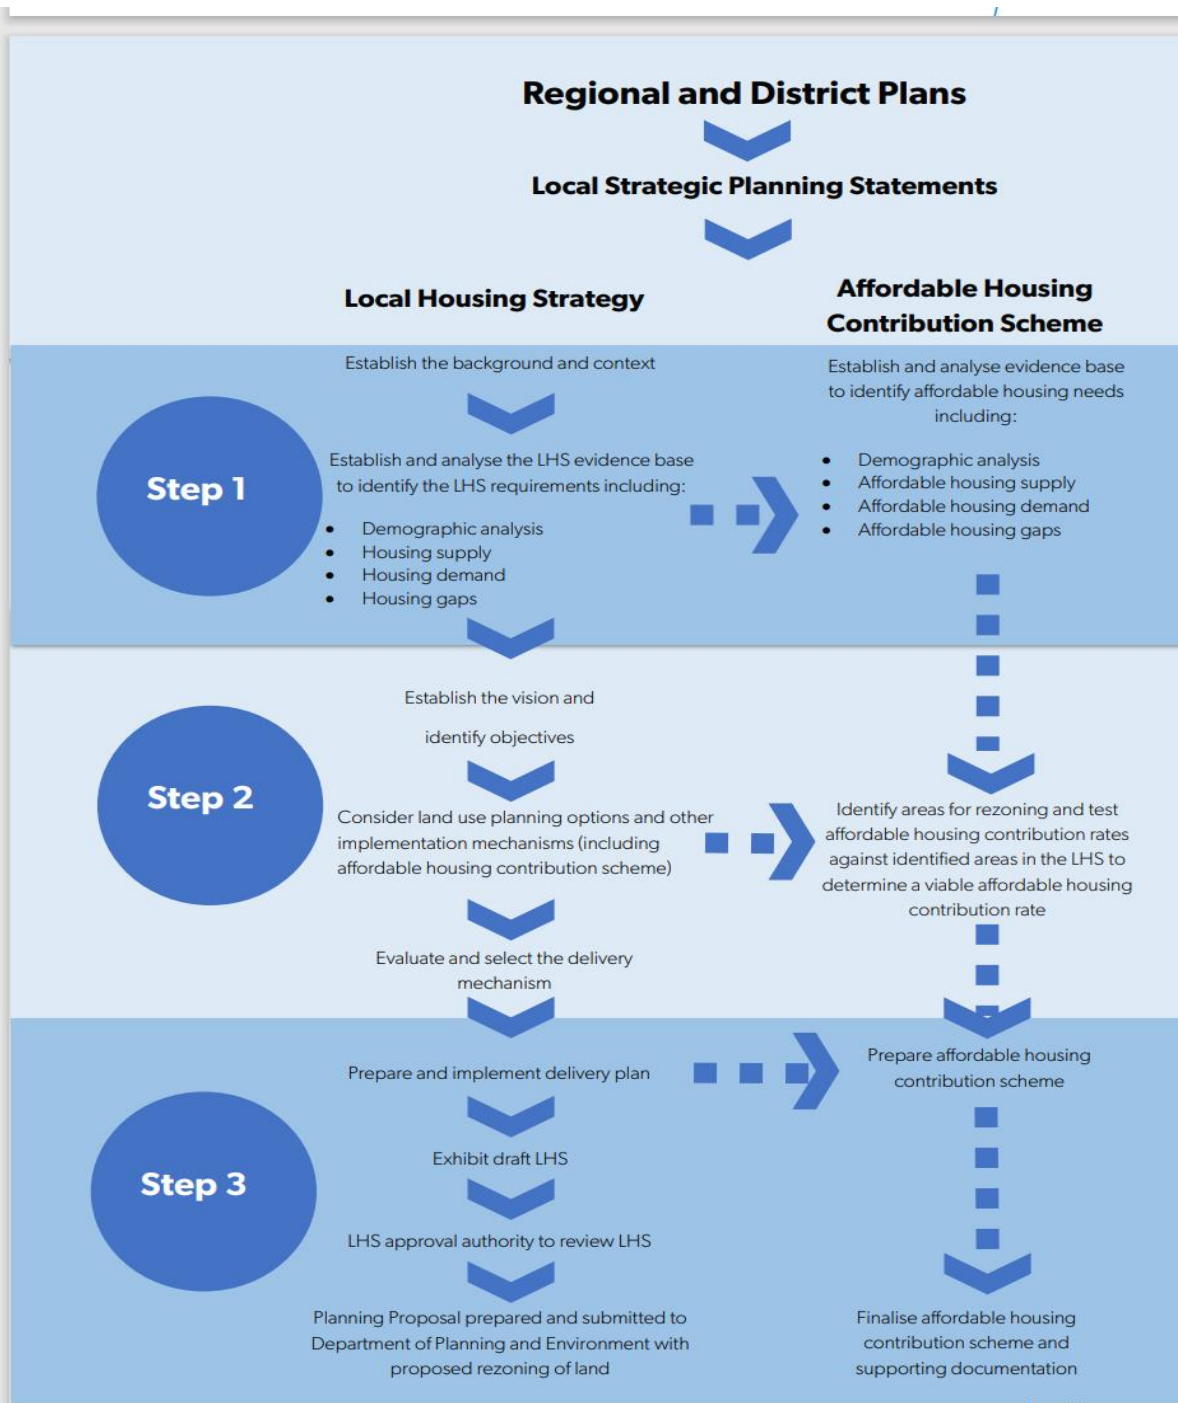 Regional and District Plans
Local Strategic Planning Statements
Local Housing Strategy
Affordable Housing
Contribution Scheme
Step 1
Establish the background and context
Establish and analyse the LHS evidence base
to identify the LHS requirements including:
• Demographic analysis
• Housing supply
• Housing demand
• Housing gaps
Establish and analyse evidence base
to identify affordable housing needs
including:
• Demographic analysis
• Affordable housing supply
• Affordable housing demand
• Affordable housing gaps
Step 2
Establish the vision and
identify objectives
Consider land use planning options and other
implementation mechanisms (including
affordable housing contribution scheme)
Evaluate and select the delivery
mechanism
Identify areas for rezoning and test
affordable housing contribution rates
against identified areas in the LHS to
determine a viable affordable housing
contribution rate
Step 3
Prepare and implement delivery plan
Exhibit draft LHS
LHS approval authority to review LHS
Planning Proposal prepared and submitted to
Department of Planning and Environment with
proposed rezoning of land
Prepare affordable housing
contribution scheme
Finalise affordable housing
contribution scheme and
supporting documentation